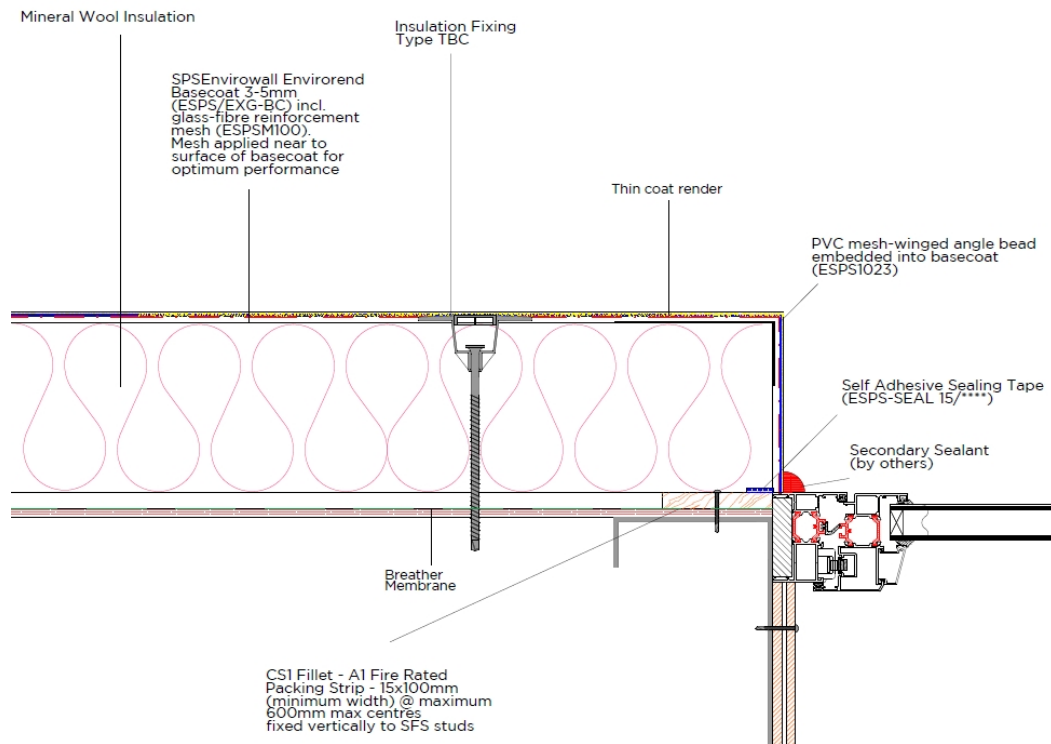 Mineral Wool Insulation
Insulation Fixing
Type TBC
SPSEnvirowall Envirorend
Basecoat 3-5mm
(ESPS/EXG-BC) incl.
glass-fibre reinforcement
mesh (ESPSM100).
Mesh applied near to
surface of basecoat for
optimum performance
Thin coat render
PVC mesh-winged angle bead
embedded into basecoat
(ESPS1023)
Self Adhesive Sealing Tape
(ESPS-SEAL 15/****)
Secondary Sealant
(by others)
Breather
Membrane
CS1 Fillet - A1 Fire Rated
Packing Strip - 15x100mm
(minimum width) @ maximum
600mm max centres
fixed vertically to SFS studs